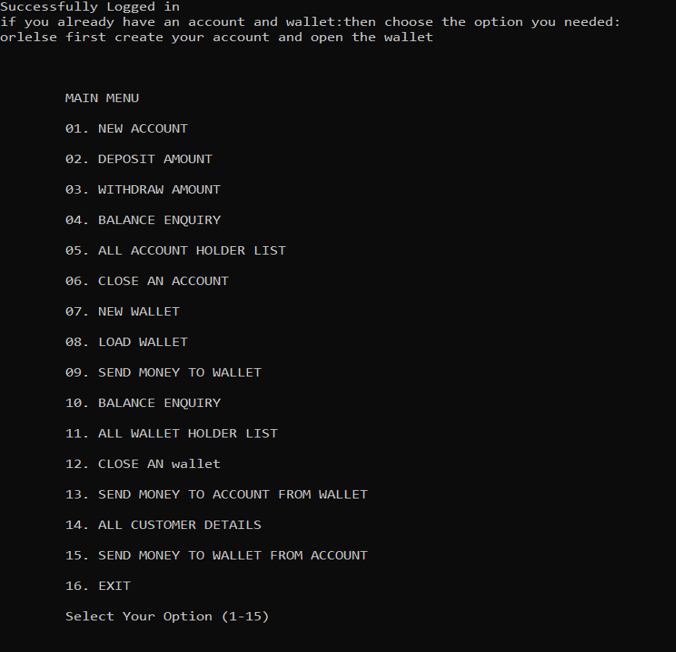 Successfully Logged in
if you already have an account and wallet:then choose the option you needed:
orlelse first create your account and open the wallet
MAIN MENU
01. NEW ACCOUNT
02. DEPOSIT AMOUNT
03. WITHDRAW AMOUNT
04. BALANCE ENQUIRY
05. ALL ACCOUNT HOLDER LIST
06. CLOSE AN ACCOUNT
07. NEW WALLET
08. LOAD WALLET
09. SEND MONEY TO WALLET
10. BALANCE ENQUIRY
11. ALL WALLET HOLDER LIST
12. CLOSE AN wallet
13. SEND MONEY TO ACCOUNT FROM WALLET
14. ALL CUSTOMER DETAILS
15. SEND MONEY TO WALLET FROM ACCOUNT
16. EXIT
Select Your Option (1-15)